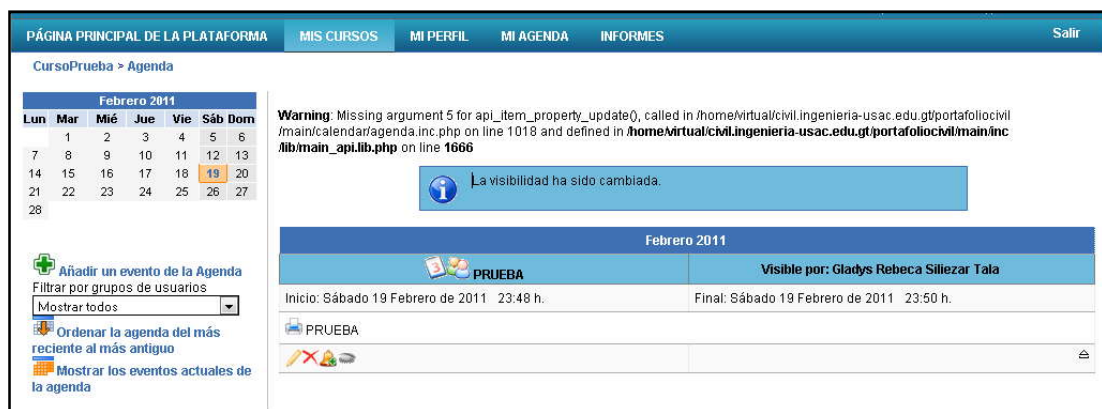 PÁGINA PRINCIPAL DE LA PLATAFORMA MIS CURSOS MI PERFIL MI AGENDA INFORMES Salir
CursoPrueba > Agenda
Febrero 2011
Lun Mar Mié Jue Vie Sáb Dom
1 2 3 4 5 6
7 8 9 10 11 12 13
14 15 16 17 18 19 20
21 22 23 24 25 26 27
28
Añadir un evento de la Agenda
Filtrar por grupos de usuarios
Mostrar todos
Ordenar la agenda del más
reciente al más antiguo
Mostrar los eventos actuales de
la agenda
Warning: Missing argument 5 for api_item_property_update(), called in /home/virtual/civil.ingenieria-usac.edu.gt/portafoliocivil
/main/calendar/agenda.inc.php on line 1018 and defined in /home/virtual/civil.ingenieria-usac.edu.gt/portafoliocivil/main/inc
/lib/main_api.lib.php on line 1666
La visibilidad ha sido cambiada.
Febrero 2011
3 PRUEBA Visible por: Gladys Rebeca Siliezar Tala
Inicio: Sábado 19 Febrero de 2011 23:48 h. Final: Sábado 19 Febrero de 2011 23:50 h.
PRUEBA